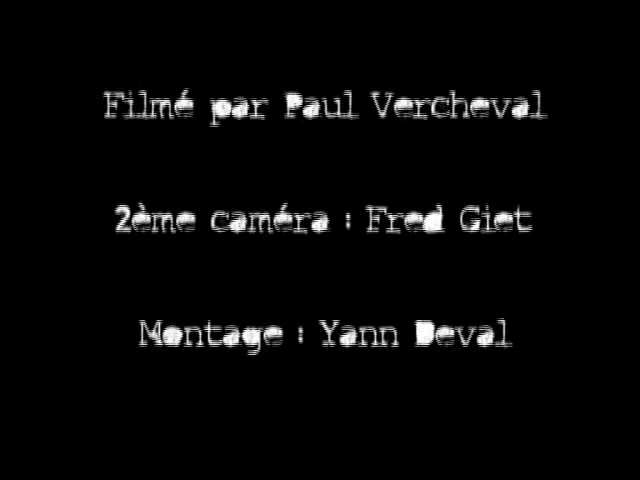 Filmé par Paul Vercheval
2ème caméra : Fred Giet
Montage : Yann Deval